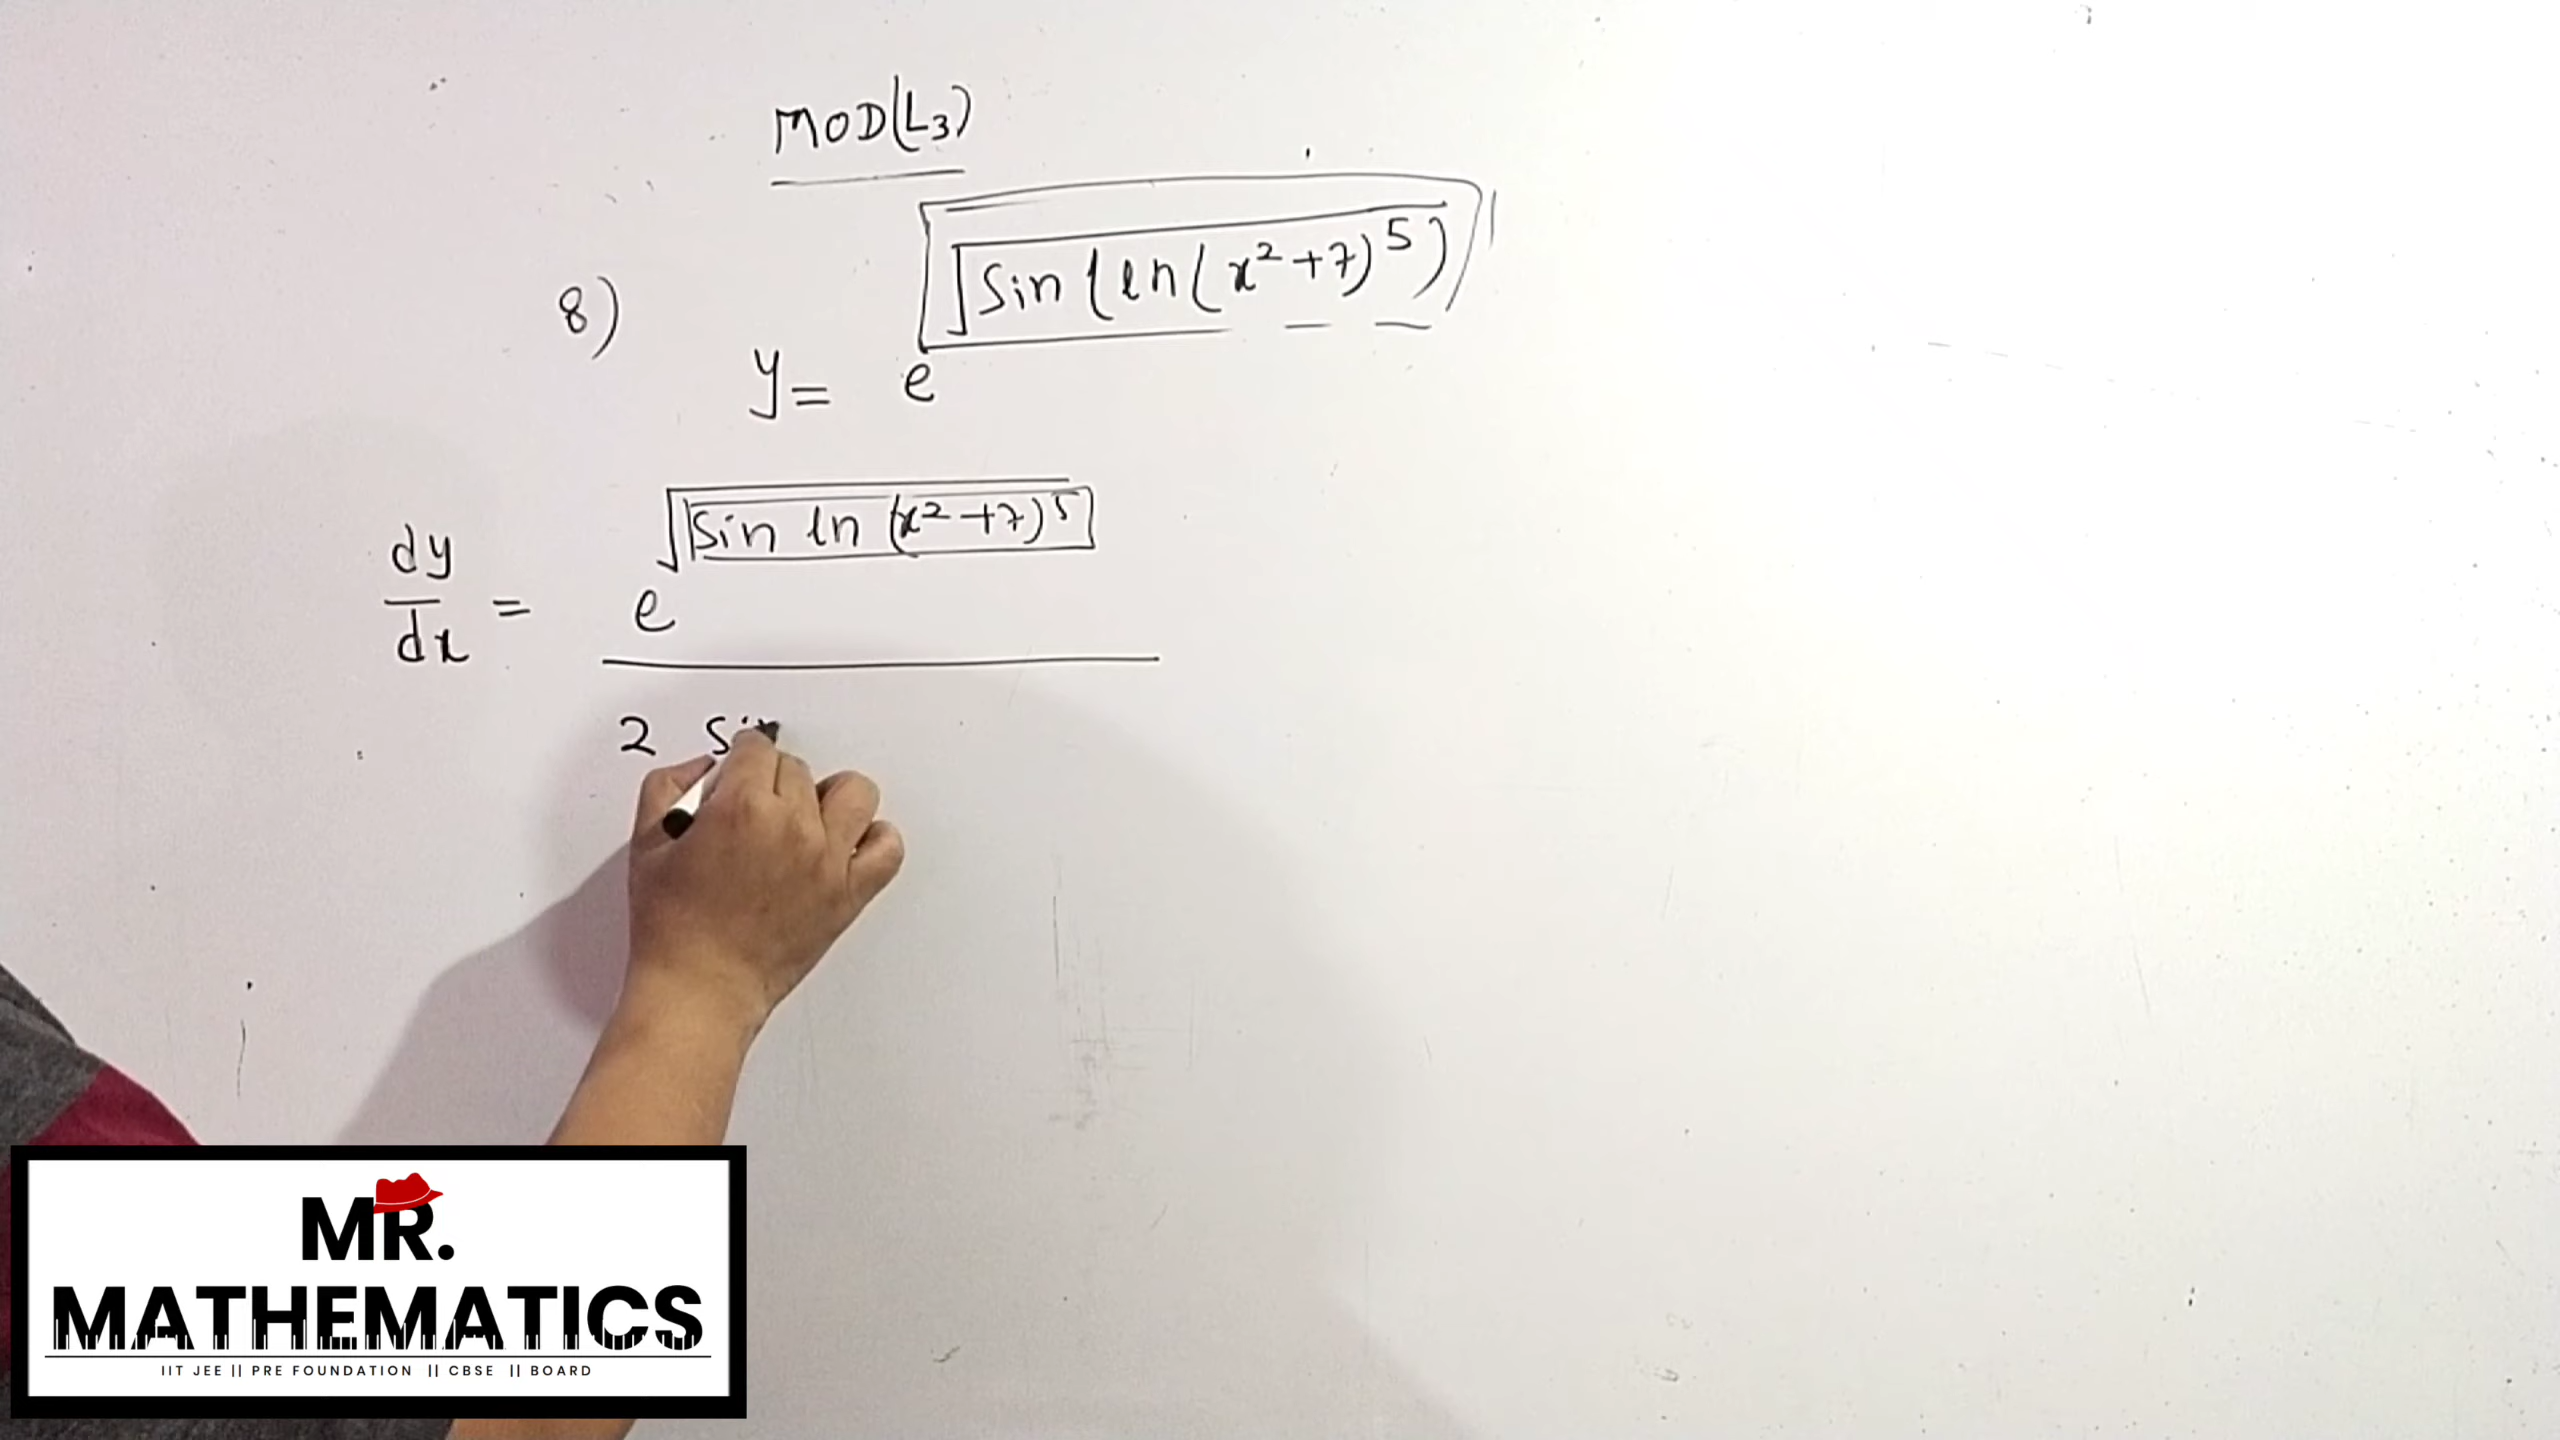 MOD(L3)
8) y = e^√(sin(ln(x²+7)⁵))
dy/dx = e^√(sin ln(x²+7)⁵)
2 sin
MR.
MATHEMATICS
IIT JEE || PRE FOUNDATION || CBSE || BOARD